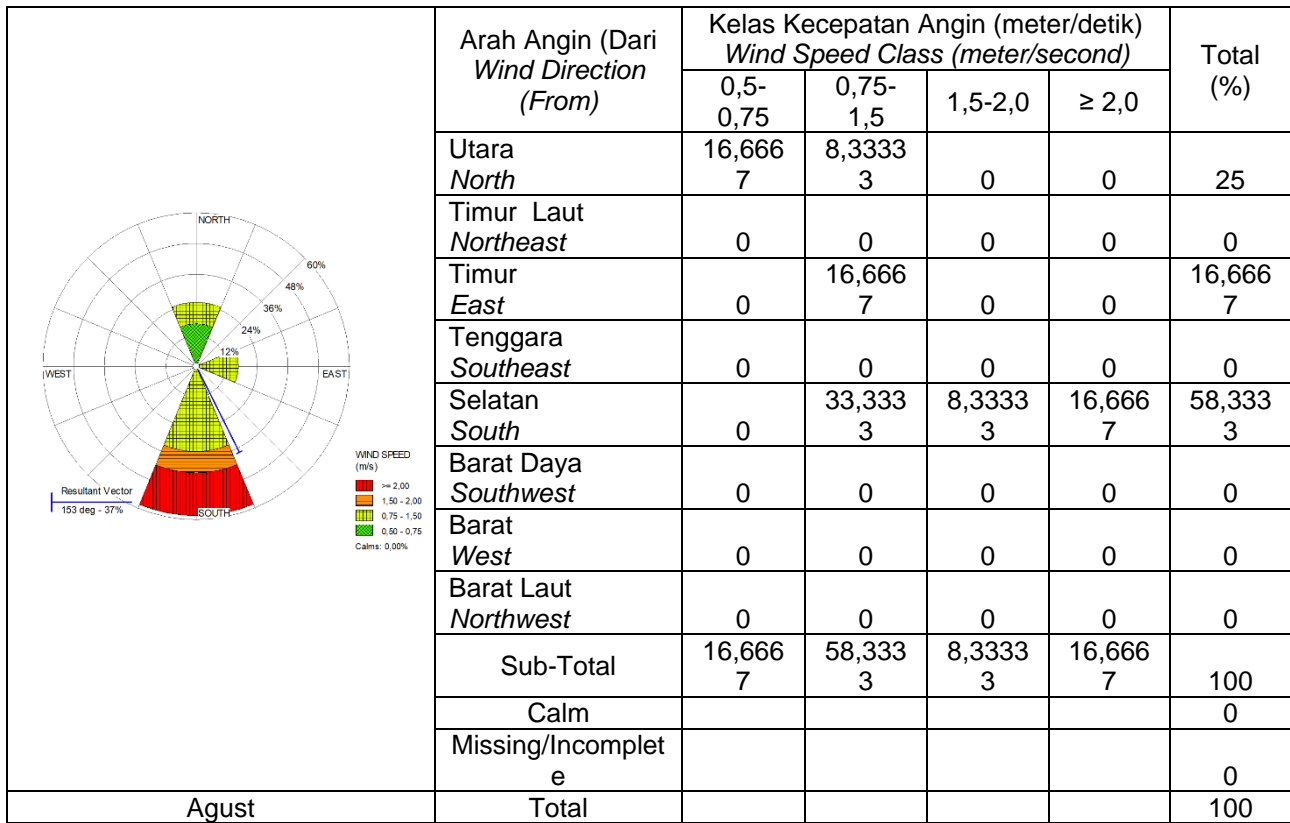 NORTH
60%
48%
36%
24%
12%
WEST
EAST
SOUTH
WIND SPEED
(m/s)
>= 2,00
1,50 - 2,00
0,75 - 1,50
0,50 - 0,75
Calms: 0,00%
Resultant Vector
153 deg - 37%
Arah Angin (Dari
Wind Direction
(From)
Kelas Kecepatan Angin (meter/detik)
Wind Speed Class (meter/second)
Total
(%)
0,5-
0,75
0,75-
1,5
1,5-2,0
≥ 2,0
Utara
North
16,666
7
8,3333
3
0
0
25
Timur Laut
Northeast
0
0
0
0
0
Timur
East
0
16,666
7
0
0
16,666
7
Tenggara
Southeast
0
0
0
0
0
Selatan
South
0
33,333
3
8,3333
3
16,666
7
58,333
3
Barat Daya
Southwest
0
0
0
0
0
Barat
West
0
0
0
0
0
Barat Laut
Northwest
0
0
0
0
0
Sub-Total
16,666
7
58,333
3
8,3333
3
16,666
7
100
Calm
0
Missing/Incomplet
e
0
Agust
Total
100